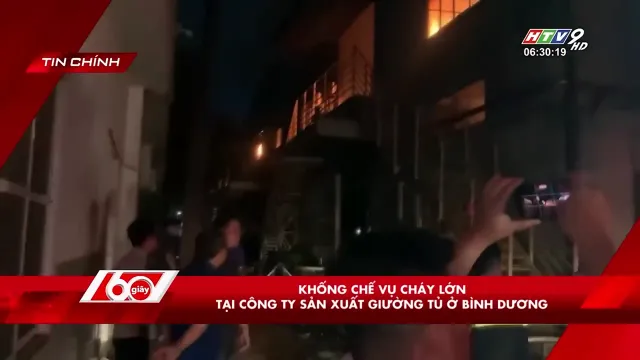 TIN CHÍNH
HTV9 HD
06:30:19
60 giây
KHỐNG CHẾ VỤ CHÁY LỚN
TẠI CÔNG TY SẢN XUẤT GIƯỜNG TỦ Ở BÌNH DƯƠNG